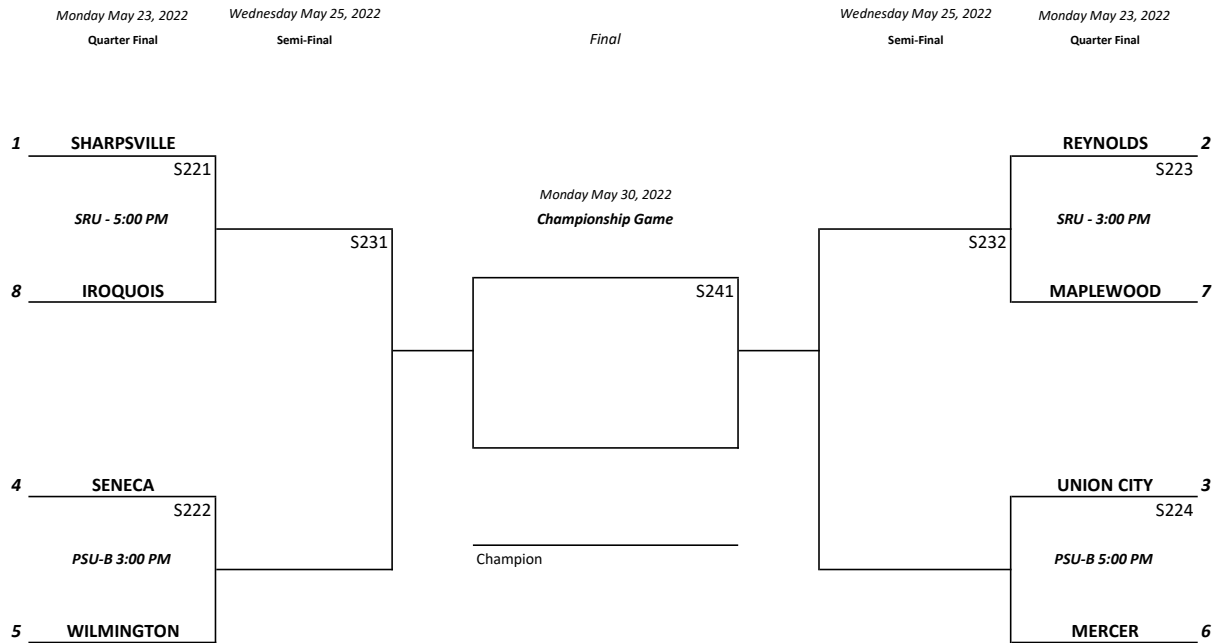 Monday May 23, 2022 Wednesday May 25, 2022 Wednesday May 25, 2022 Monday May 23, 2022
Quarter Final Semi-Final Final Semi-Final Quarter Final
1 SHARPSVILLE REYNOLDS 2
S221 S223
Monday May 30, 2022
SRU - 5:00 PM Championship Game SRU - 3:00 PM
S231 S232
8 IROQUOIS S241 MAPLEWOOD 7
4 SENECA UNION CITY 3
S222 S224
PSU-B 3:00 PM Champion PSU-B 5:00 PM
5 WILMINGTON MERCER 6